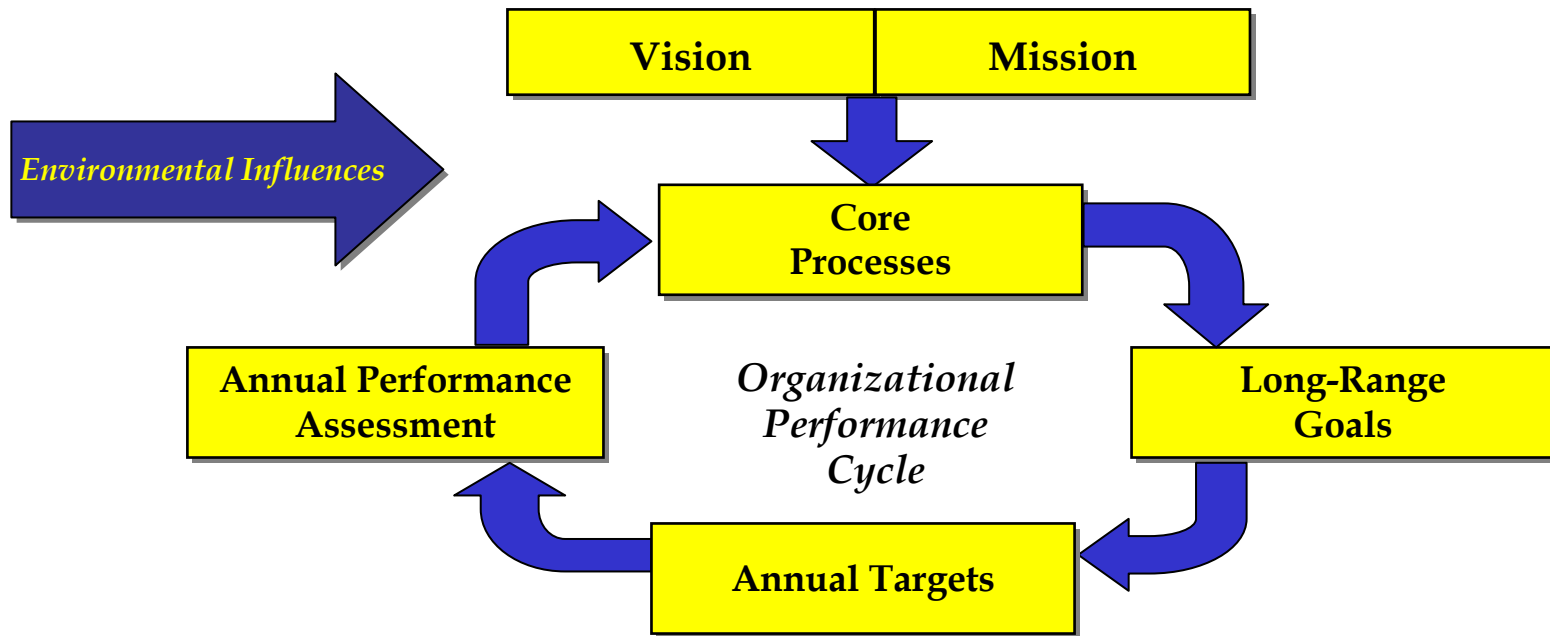 Vision
Mission
Environmental Influences
Core
Processes
Annual Performance
Assessment
Organizational
Performance
Cycle
Long-Range
Goals
Annual Targets